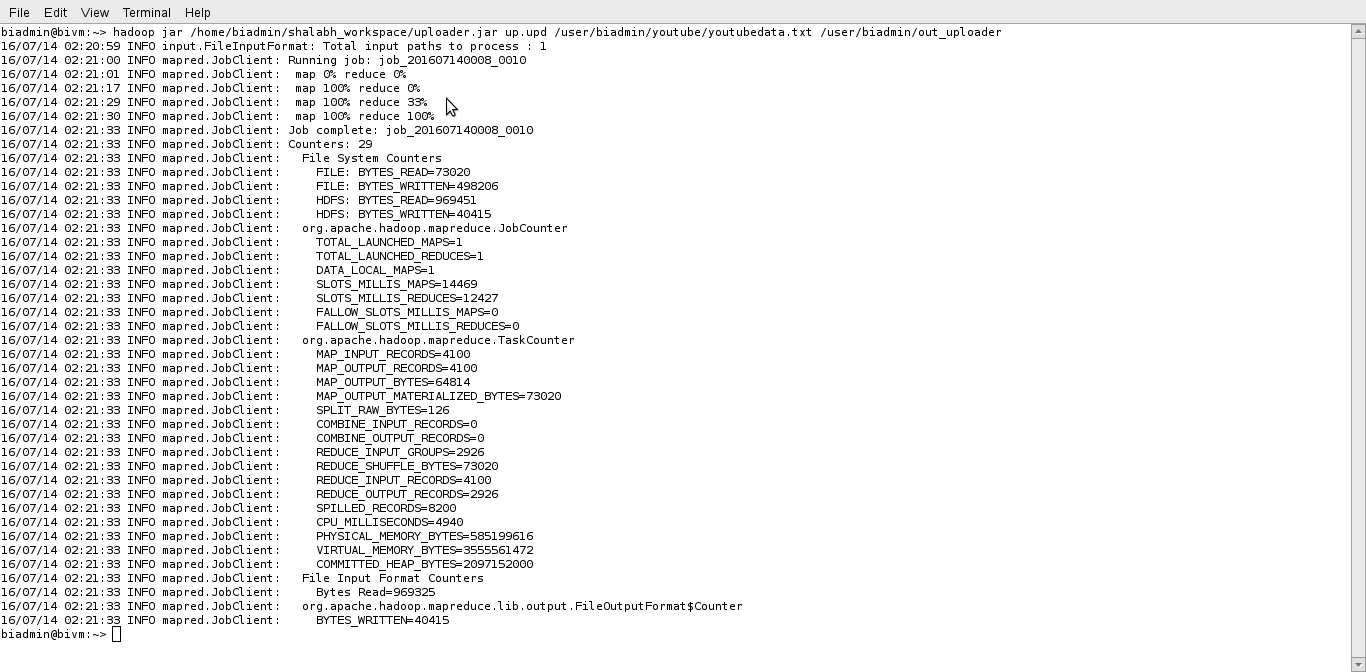 File Edit View Terminal Help
biadmin@bivm:~> hadoop jar /home/biadmin/shalabh_workspace/uploader.jar up.upd /user/biadmin/youtube/youtubedata.txt /user/biadmin/out_uploader
16/07/14 02:20:59 INFO input.FileInputFormat: Total input paths to process : 1
16/07/14 02:21:00 INFO mapred.JobClient: Running job: job_201607140008_0010
16/07/14 02:21:01 INFO mapred.JobClient:  map 0% reduce 0%
16/07/14 02:21:17 INFO mapred.JobClient:  map 100% reduce 0%
16/07/14 02:21:29 INFO mapred.JobClient:  map 100% reduce 33%
16/07/14 02:21:30 INFO mapred.JobClient:  map 100% reduce 100%
16/07/14 02:21:33 INFO mapred.JobClient: Job complete: job_201607140008_0010
16/07/14 02:21:33 INFO mapred.JobClient: Counters: 29
16/07/14 02:21:33 INFO mapred.JobClient:   File System Counters
16/07/14 02:21:33 INFO mapred.JobClient:     FILE: BYTES_READ=73020
16/07/14 02:21:33 INFO mapred.JobClient:     FILE: BYTES_WRITTEN=498206
16/07/14 02:21:33 INFO mapred.JobClient:     HDFS: BYTES_READ=969451
16/07/14 02:21:33 INFO mapred.JobClient:     HDFS: BYTES_WRITTEN=40415
16/07/14 02:21:33 INFO mapred.JobClient:   org.apache.hadoop.mapreduce.JobCounter
16/07/14 02:21:33 INFO mapred.JobClient:     TOTAL_LAUNCHED_MAPS=1
16/07/14 02:21:33 INFO mapred.JobClient:     TOTAL_LAUNCHED_REDUCES=1
16/07/14 02:21:33 INFO mapred.JobClient:     DATA_LOCAL_MAPS=1
16/07/14 02:21:33 INFO mapred.JobClient:     SLOTS_MILLIS_MAPS=14469
16/07/14 02:21:33 INFO mapred.JobClient:     SLOTS_MILLIS_REDUCES=12427
16/07/14 02:21:33 INFO mapred.JobClient:     FALLOW_SLOTS_MILLIS_MAPS=0
16/07/14 02:21:33 INFO mapred.JobClient:     FALLOW_SLOTS_MILLIS_REDUCES=0
16/07/14 02:21:33 INFO mapred.JobClient:   org.apache.hadoop.mapreduce.TaskCounter
16/07/14 02:21:33 INFO mapred.JobClient:     MAP_INPUT_RECORDS=4100
16/07/14 02:21:33 INFO mapred.JobClient:     MAP_OUTPUT_RECORDS=4100
16/07/14 02:21:33 INFO mapred.JobClient:     MAP_OUTPUT_BYTES=64814
16/07/14 02:21:33 INFO mapred.JobClient:     MAP_OUTPUT_MATERIALIZED_BYTES=73020
16/07/14 02:21:33 INFO mapred.JobClient:     SPLIT_RAW_BYTES=126
16/07/14 02:21:33 INFO mapred.JobClient:     COMBINE_INPUT_RECORDS=0
16/07/14 02:21:33 INFO mapred.JobClient:     COMBINE_OUTPUT_RECORDS=0
16/07/14 02:21:33 INFO mapred.JobClient:     REDUCE_INPUT_GROUPS=2926
16/07/14 02:21:33 INFO mapred.JobClient:     REDUCE_SHUFFLE_BYTES=73020
16/07/14 02:21:33 INFO mapred.JobClient:     REDUCE_INPUT_RECORDS=4100
16/07/14 02:21:33 INFO mapred.JobClient:     REDUCE_OUTPUT_RECORDS=2926
16/07/14 02:21:33 INFO mapred.JobClient:     SPILLED_RECORDS=8200
16/07/14 02:21:33 INFO mapred.JobClient:     CPU_MILLISECONDS=4940
16/07/14 02:21:33 INFO mapred.JobClient:     PHYSICAL_MEMORY_BYTES=585199616
16/07/14 02:21:33 INFO mapred.JobClient:     VIRTUAL_MEMORY_BYTES=3555561472
16/07/14 02:21:33 INFO mapred.JobClient:     COMMITTED_HEAP_BYTES=2097152000
16/07/14 02:21:33 INFO mapred.JobClient:   File Input Format Counters
16/07/14 02:21:33 INFO mapred.JobClient:     Bytes Read=969325
16/07/14 02:21:33 INFO mapred.JobClient:   org.apache.hadoop.mapreduce.lib.output.FileOutputFormat$Counter
16/07/14 02:21:33 INFO mapred.JobClient:     BYTES_WRITTEN=40415
biadmin@bivm:~>